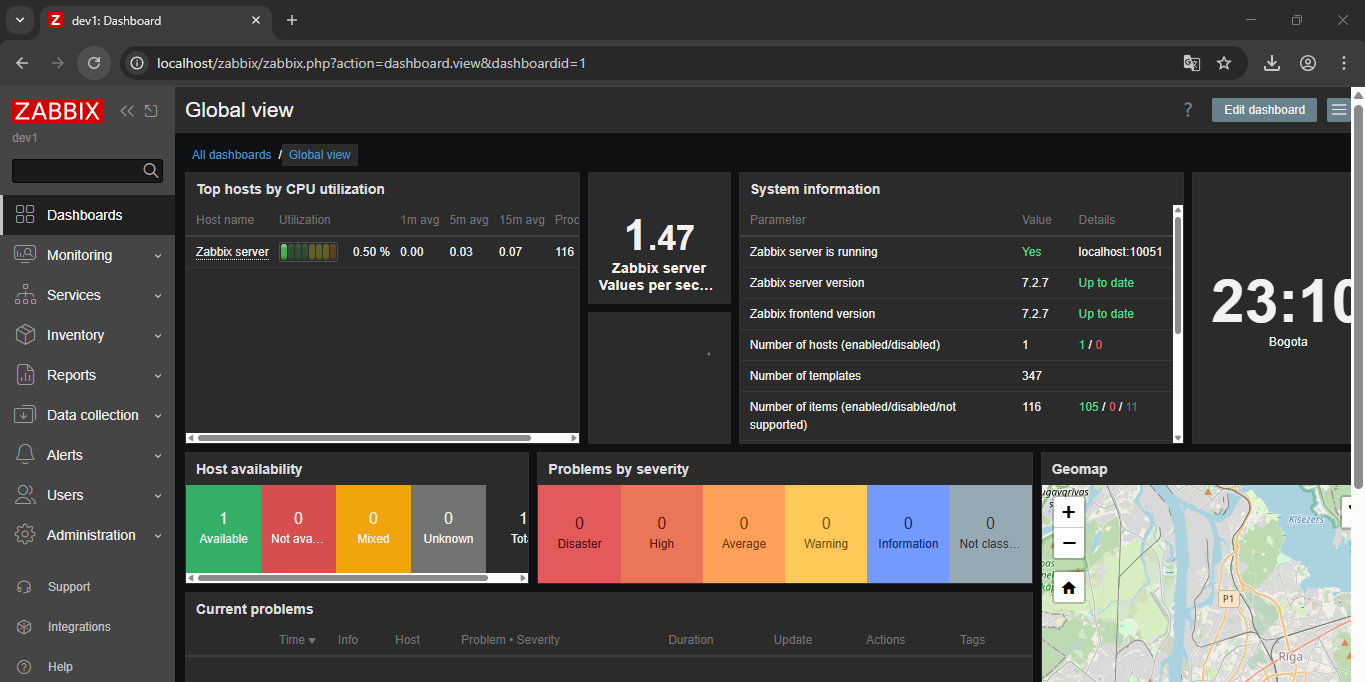 Z dev1: Dashboard
localhost/zabbix/zabbix.php?action=dashboard.view&dashboardid=1
ZABBIX
dev1
Dashboards
Monitoring
Services
Inventory
Reports
Data collection
Alerts
Users
Administration
Support
Integrations
Help
Global view
? Edit dashboard
All dashboards / Global view
Top hosts by CPU utilization
Host name Utilization 1m avg 5m avg 15m avg Proc
Zabbix server 0.50 % 0.00 0.03 0.07 116
1.47
Zabbix server
Values per sec...
System information
Parameter Value Details
Zabbix server is running Yes localhost:10051
Zabbix server version 7.2.7 Up to date
Zabbix frontend version 7.2.7 Up to date
Number of hosts (enabled/disabled) 1 1 / 0
Number of templates 347
Number of items (enabled/disabled/not 116 105 / 0 / 11
supported)
23:10
Bogota
Host availability
1 0 0 0 1
Available Not ava... Mixed Unknown Tot
Problems by severity
0 0 0 0 0 0
Disaster High Average Warning Information Not class...
Geomap
+
−
Ķīšezers
P1
Rīga
Current problems
Time Info Host Problem • Severity Duration Update Actions Tags